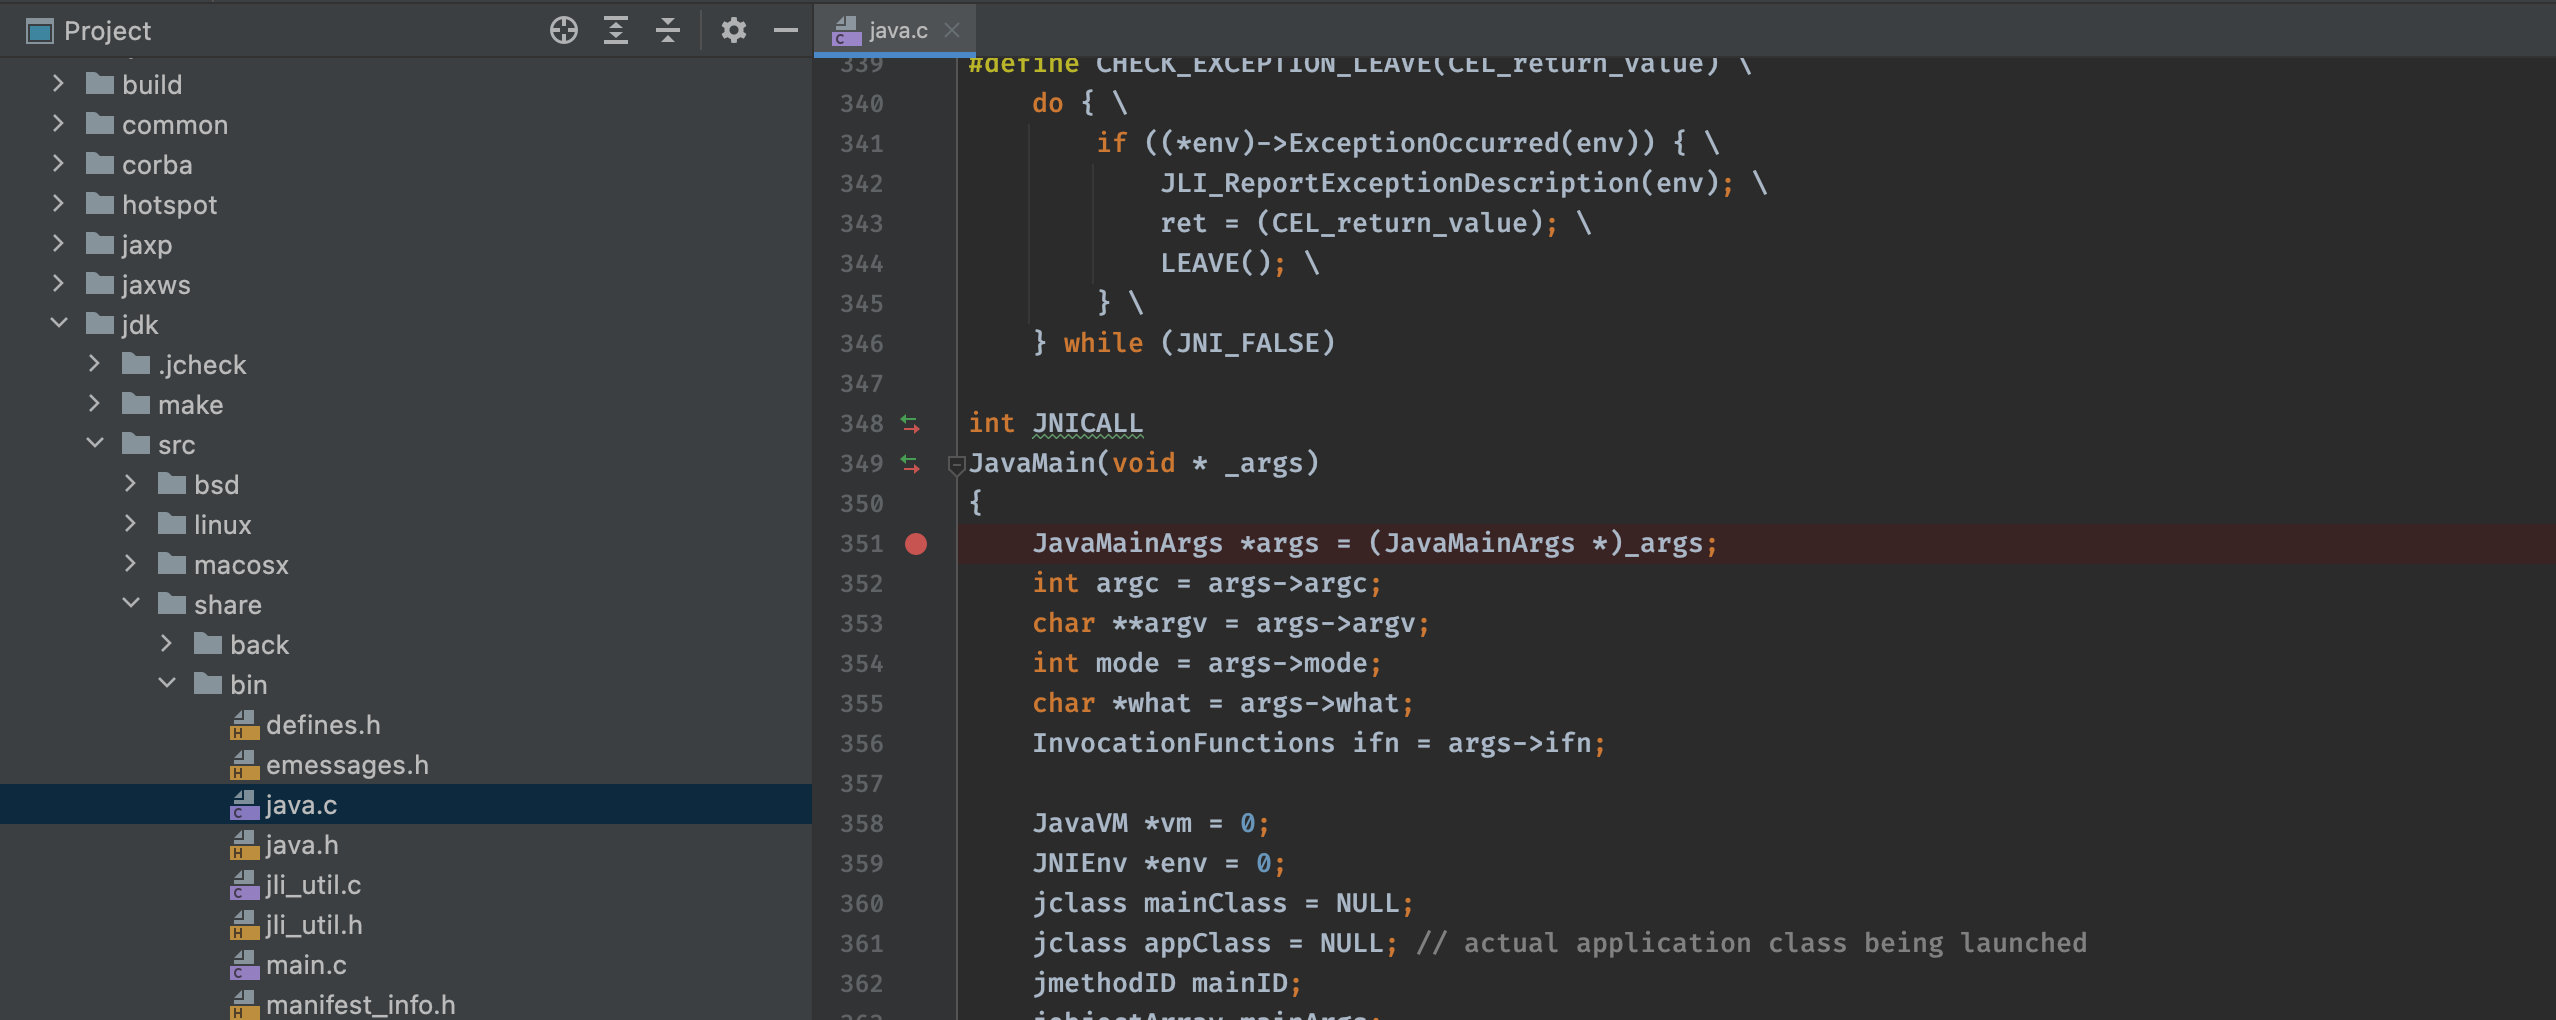 Project
build
common
corba
hotspot
jaxp
jaxws
jdk
.jcheck
make
src
bsd
linux
macosx
share
back
bin
defines.h
emessages.h
java.c
java.h
jli_util.c
jli_util.h
main.c
manifest_info.h
java.c
339 #define CHECK_EXCEPTION_LEAVE(CEL_return_value) \
340 do { \
341 if ((*env)->ExceptionOccurred(env)) { \
342 JLI_ReportExceptionDescription(env); \
343 ret = (CEL_return_value); \
344 LEAVE(); \
345 } \
346 } while (JNI_FALSE)
347
348 int JNICALL
349 JavaMain(void * _args)
350 {
351 JavaMainArgs *args = (JavaMainArgs *)_args;
352 int argc = args->argc;
353 char **argv = args->argv;
354 int mode = args->mode;
355 char *what = args->what;
356 InvocationFunctions ifn = args->ifn;
357
358 JavaVM *vm = 0;
359 JNIEnv *env = 0;
360 jclass mainClass = NULL;
361 jclass appClass = NULL; // actual application class being launched
362 jmethodID mainID;
363 jobjectArray mainArgs;